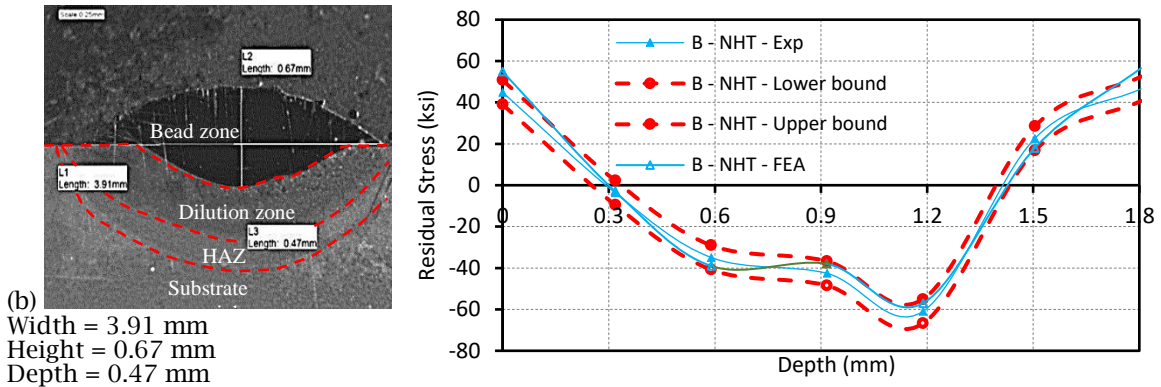 Scale 0.25mm
L2
Length: 0.67mm
Bead zone
L1
Length: 3.91mm
Dilution zone
L3
Length: 0.47mm
HAZ
Substrate
(b)
Width = 3.91 mm
Height = 0.67 mm
Depth = 0.47 mm
80
60
40
20
0
-20
-40
-60
-80
Residual Stress (ksi)
B - NHT - Exp
B - NHT - Lower bound
B - NHT - Upper bound
B - NHT - FEA
0 0.3 0.6 0.9 1.2 1.5 1.8
Depth (mm)